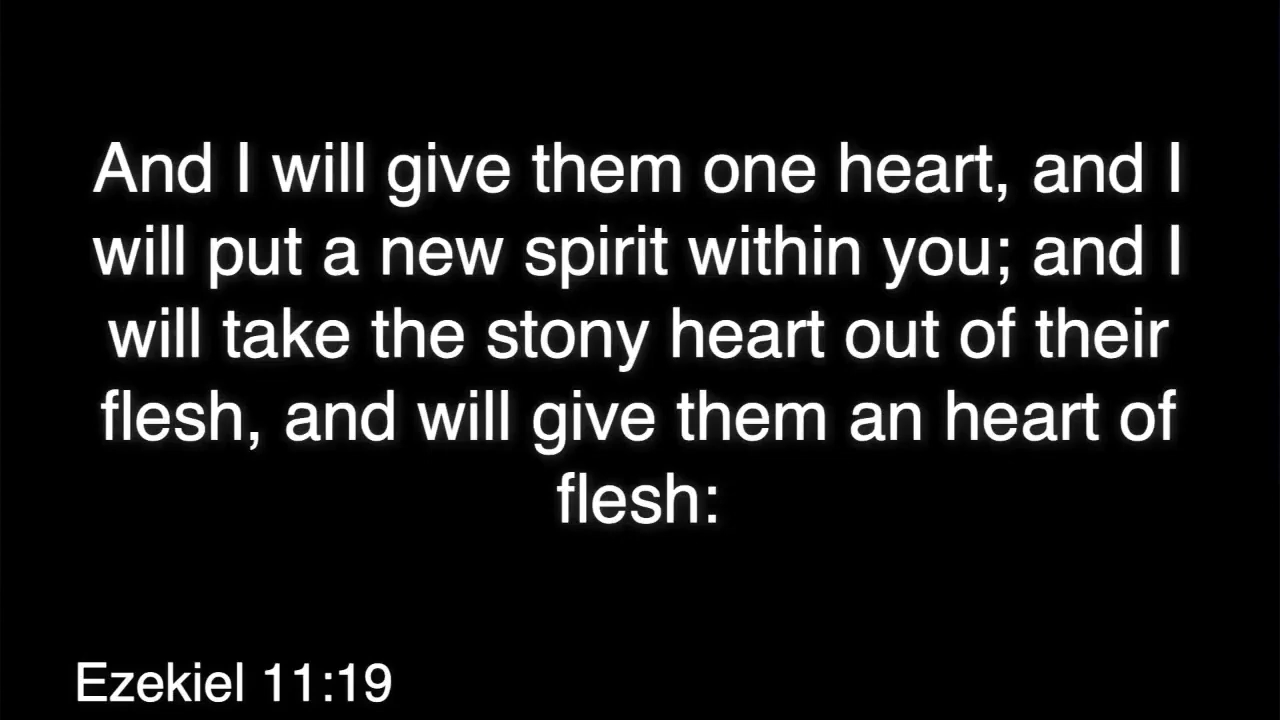 And I will give them one heart, and I
will put a new spirit within you; and I
will take the stony heart out of their
flesh, and will give them an heart of
flesh:
Ezekiel 11:19